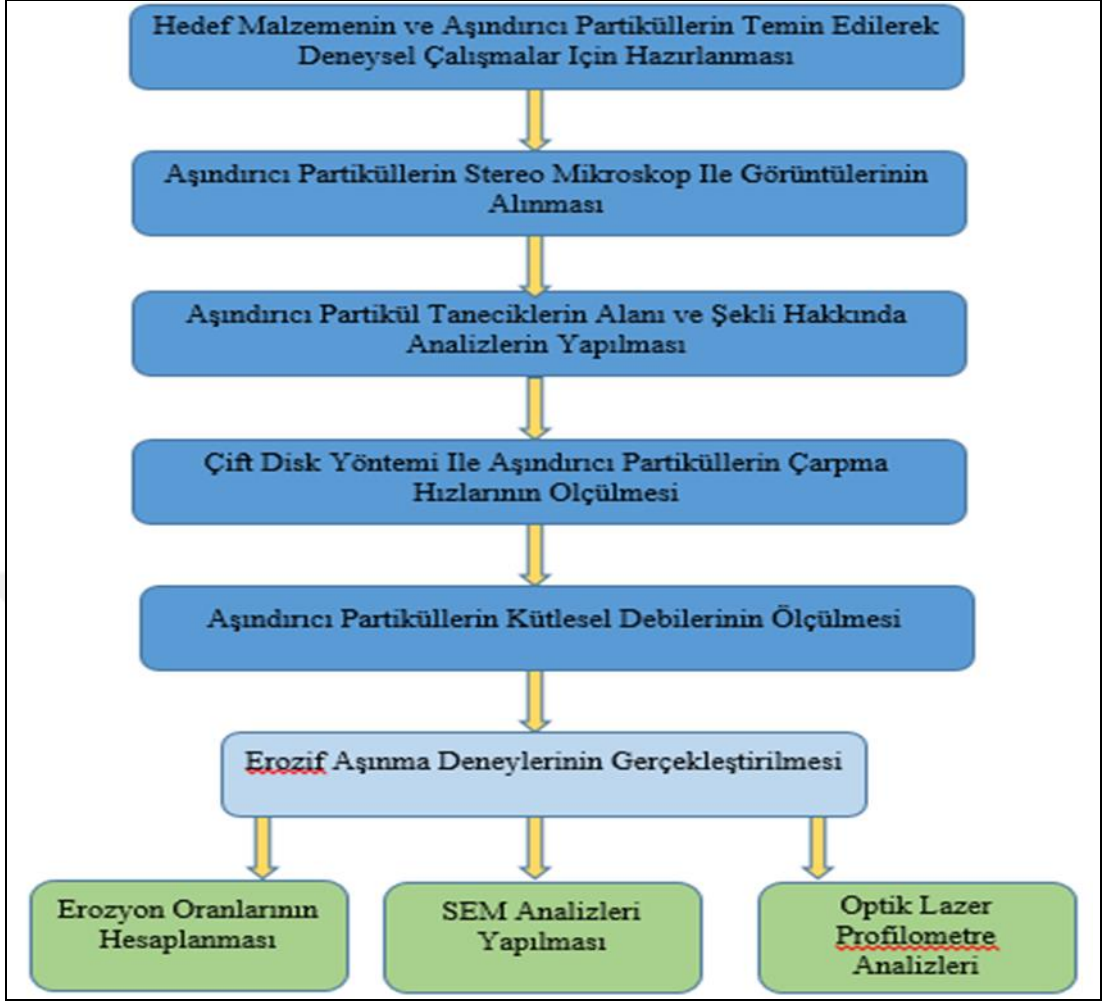 Hedef Malzemenin ve Aşındırıcı Partiküllerin Temin Edilerek
Deneysel Çalışmalar Için Hazırlanması
Aşındırıcı Partiküllerin Stereo Mikroskop Ile Görüntülerinin
Alınması
Aşındırıcı Partikül Taneciklerin Alanı ve Şekli Hakkında
Analizlerin Yapılması
Çift Disk Yöntemi Ile Aşındırıcı Partiküllerin Çarpma
Hızlarının Olçülmesi
Aşındırıcı Partiküllerin Kütlesel Debilerinin Ölçülmesi
Erozif Aşınma Deneylerinin Gerçekleştirilmesi
Erozyon Oranlarının
Hesaplanması
SEM Analizleri
Yapılması
Optik Lazer
Profilometre
Analizleri